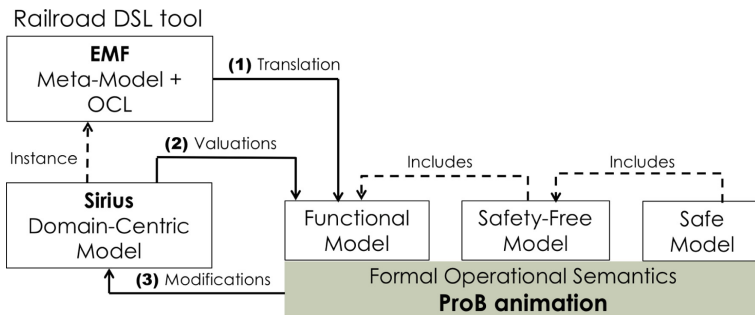 Railroad DSL tool
EMF
Meta-Model +
OCL
(1) Translation
(2) Valuations
Instance
Includes
Includes
Sirius
Domain-Centric
Model
Functional
Model
Safety-Free
Model
Safe
Model
(3) Modifications
Formal Operational Semantics
ProB animation